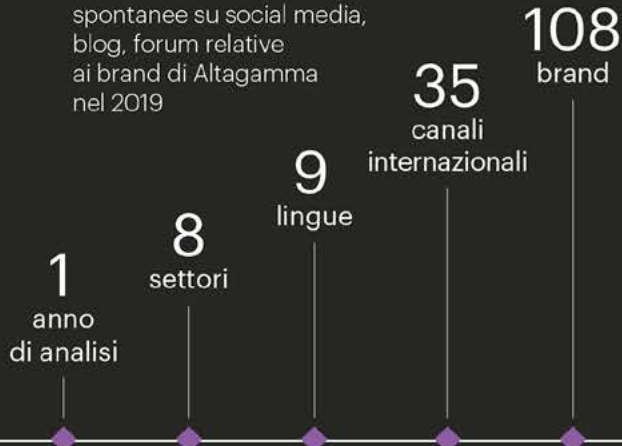 spontanee su social media,
blog, forum relative
ai brand di Altagamma
nel 2019
1
anno
di analisi
8
settori
9
lingue
35
canali
internazionali
108
brand